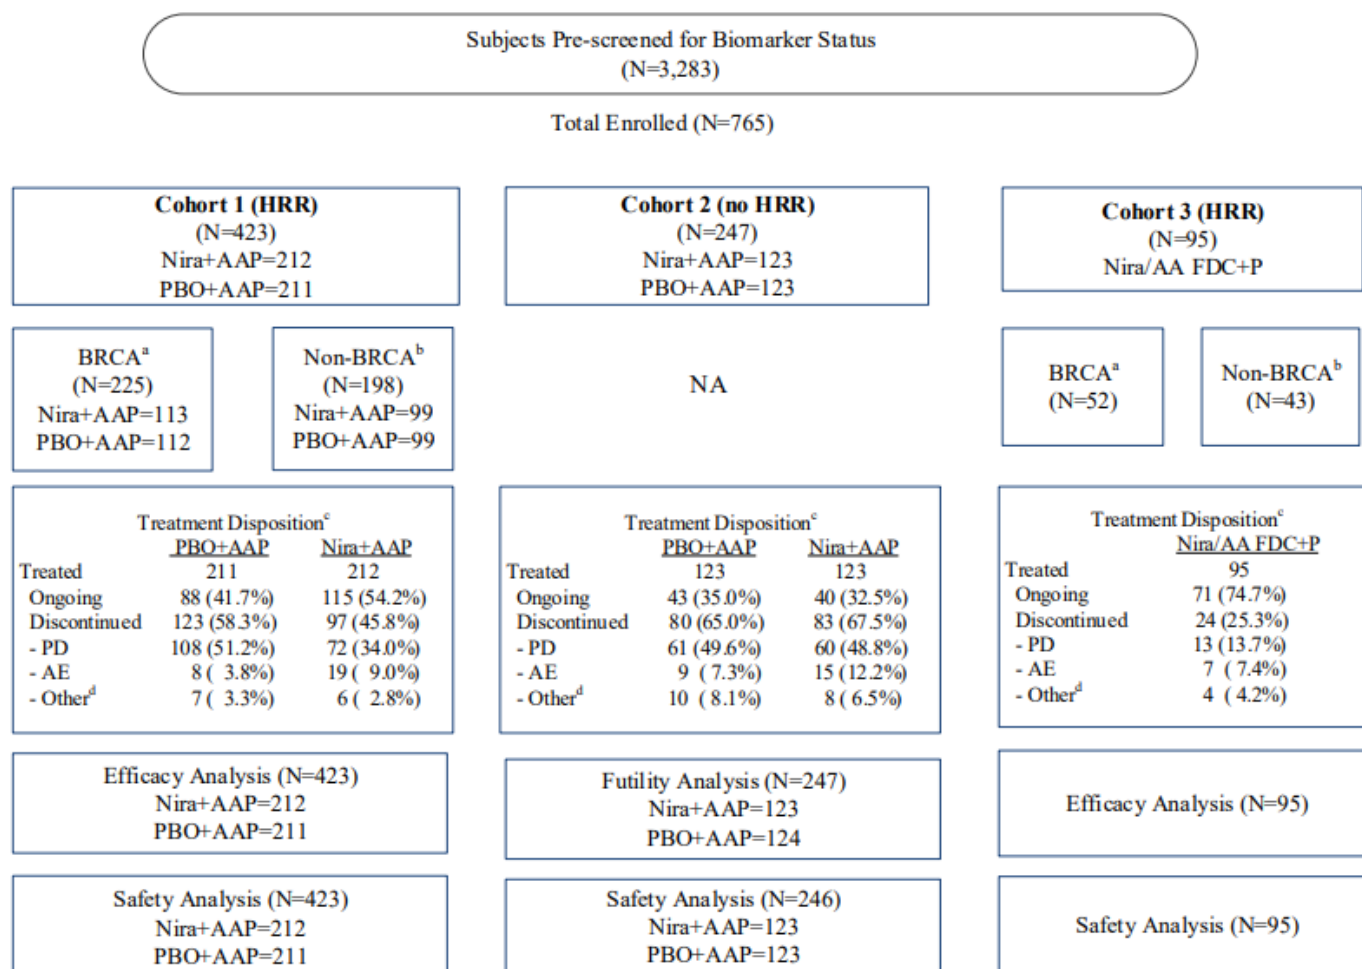 Subjects Pre-screened for Biomarker Status
(N=3,283)
Total Enrolled (N=765)
Cohort 1 (HRR)
(N=423)
Nira+AAP=212
PBO+AAP=211
Cohort 2 (no HRR)
(N=247)
Nira+AAP=123
PBO+AAP=123
Cohort 3 (HRR)
(N=95)
Nira/AA FDC+P
BRCAa
(N=225)
Nira+AAP=113
PBO+AAP=112
Non-BRCAb
(N=198)
Nira+AAP=99
PBO+AAP=99
NA
BRCAa
(N=52)
Non-BRCAb
(N=43)
Treatment Dispositionc
PBO+AAP Nira+AAP
Treated 211 212
Ongoing 88 (41.7%) 115 (54.2%)
Discontinued 123 (58.3%) 97 (45.8%)
- PD 108 (51.2%) 72 (34.0%)
- AE 8 ( 3.8%) 19 ( 9.0%)
- Otherd 7 ( 3.3%) 6 ( 2.8%)
Treatment Dispositionc
PBO+AAP Nira+AAP
Treated 123 123
Ongoing 43 (35.0%) 40 (32.5%)
Discontinued 80 (65.0%) 83 (67.5%)
- PD 61 (49.6%) 60 (48.8%)
- AE 9 ( 7.3%) 15 (12.2%)
- Otherd 10 ( 8.1%) 8 ( 6.5%)
Treatment Dispositionc
Nira/AA FDC+P
Treated 95
Ongoing 71 (74.7%)
Discontinued 24 (25.3%)
- PD 13 (13.7%)
- AE 7 ( 7.4%)
- Otherd 4 ( 4.2%)
Efficacy Analysis (N=423)
Nira+AAP=212
PBO+AAP=211
Futility Analysis (N=247)
Nira+AAP=123
PBO+AAP=124
Efficacy Analysis (N=95)
Safety Analysis (N=423)
Nira+AAP=212
PBO+AAP=211
Safety Analysis (N=246)
Nira+AAP=123
PBO+AAP=123
Safety Analysis (N=95)